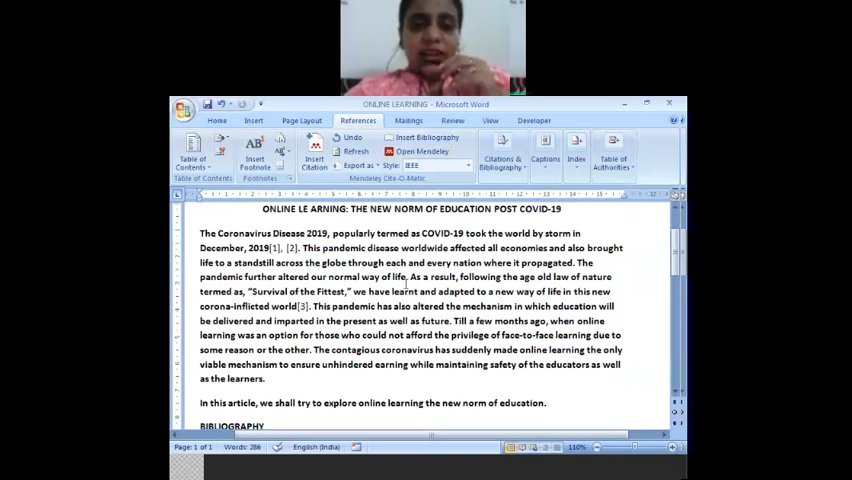 ONLINE LEARNING - Microsoft Word
Home Insert Page Layout References Mailings Review View Developer
Table of Contents
Insert Footnote
Insert Citation
Undo
Refresh
Export as
Insert Bibliography
Open Mendeley
Style: IEEE
Citations & Bibliography
Captions
Index
Table of Authorities
Table of Contents Footnotes Mendeley Cite-O-Matic
ONLINE LE ARNING: THE NEW NORM OF EDUCATION POST COVID-19
The Coronavirus Disease 2019, popularly termed as COVID-19 took the world by storm in
December, 2019[1], [2]. This pandemic disease worldwide affected all economies and also brought
life to a standstill across the globe through each and every nation where it propagated. The
pandemic further altered our normal way of life. As a result, following the age old law of nature
termed as, “Survival of the Fittest,” we have learnt and adapted to a new way of life in this new
corona-inflicted world[3]. This pandemic has also altered the mechanism in which education will
be delivered and imparted in the present as well as future. Till a few months ago, when online
learning was an option for those who could not afford the privilege of face-to-face learning due to
some reason or the other. The contagious coronavirus has suddenly made online learning the only
viable mechanism to ensure unhindered earning while maintaining safety of the educators as well
as the learners.
In this article, we shall try to explore online learning the new norm of education.
BIBLIOGRAPHY
Page: 1 of 1 Words: 286 English (India) 110%